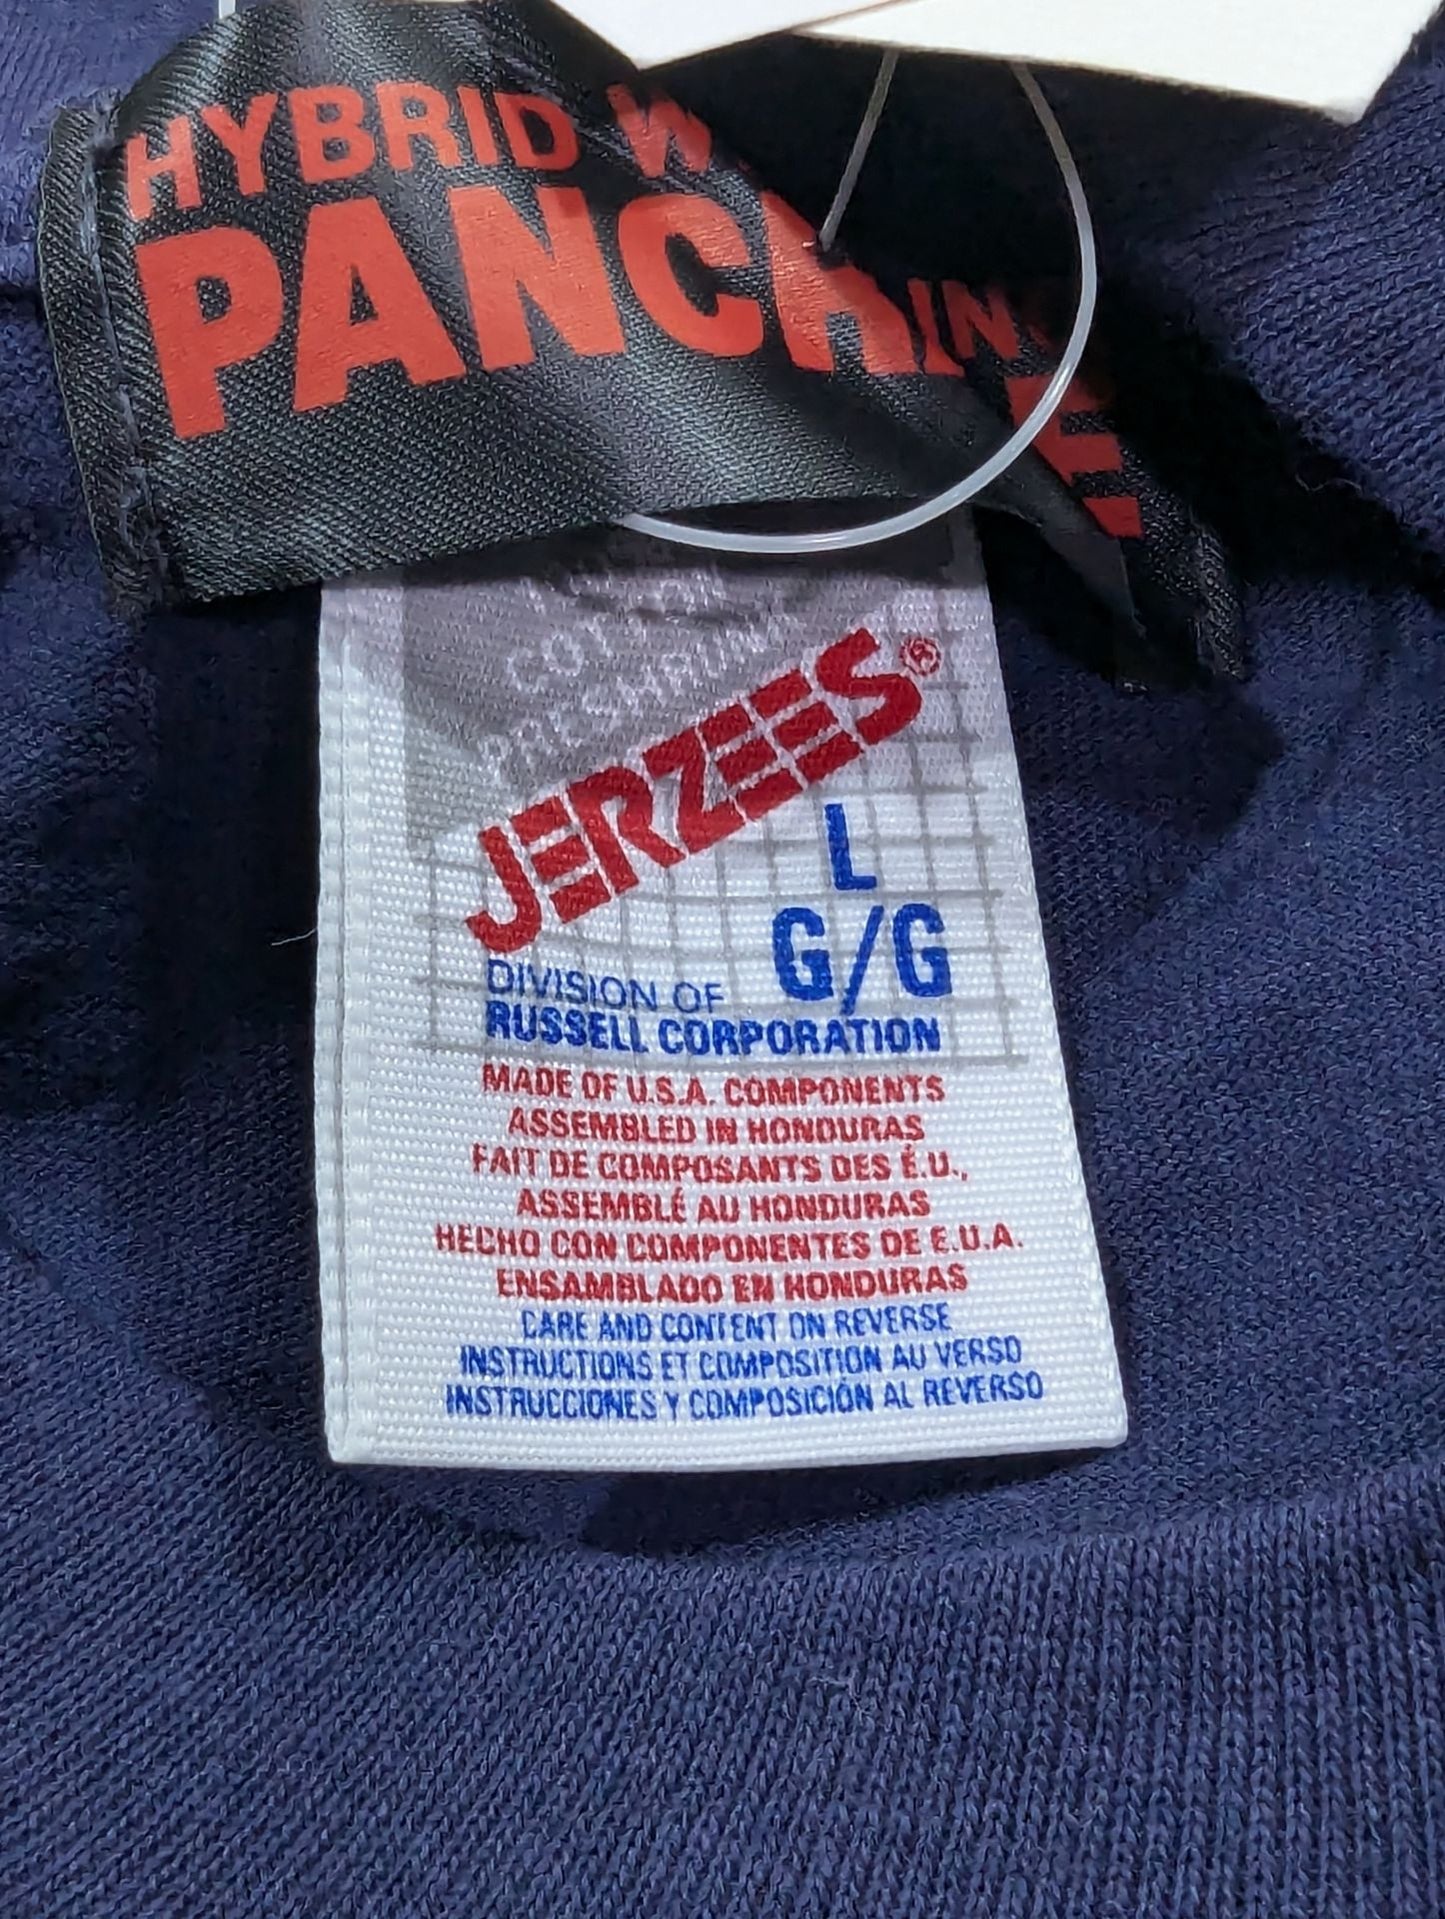 HYBRID
PANCH
DIVISION OF
JERZEES®
L
G/G
DIVISION OF
RUSSELL CORPORATION
MADE OF U.S.A. COMPONENTS
ASSEMBLED IN HONDURAS
FAIT DE COMPOSANTS DES É.U.,
ASSEMBLÉ AU HONDURAS
HECHO CON COMPONENTES DE E.U.A.
ENSAMBLADO EN HONDURAS
CARE AND CONTENT ON REVERSE
INSTRUCTIONS ET COMPOSITION AU VERSO
INSTRUCCIONES Y COMPOSICIÓN AL REVERSO